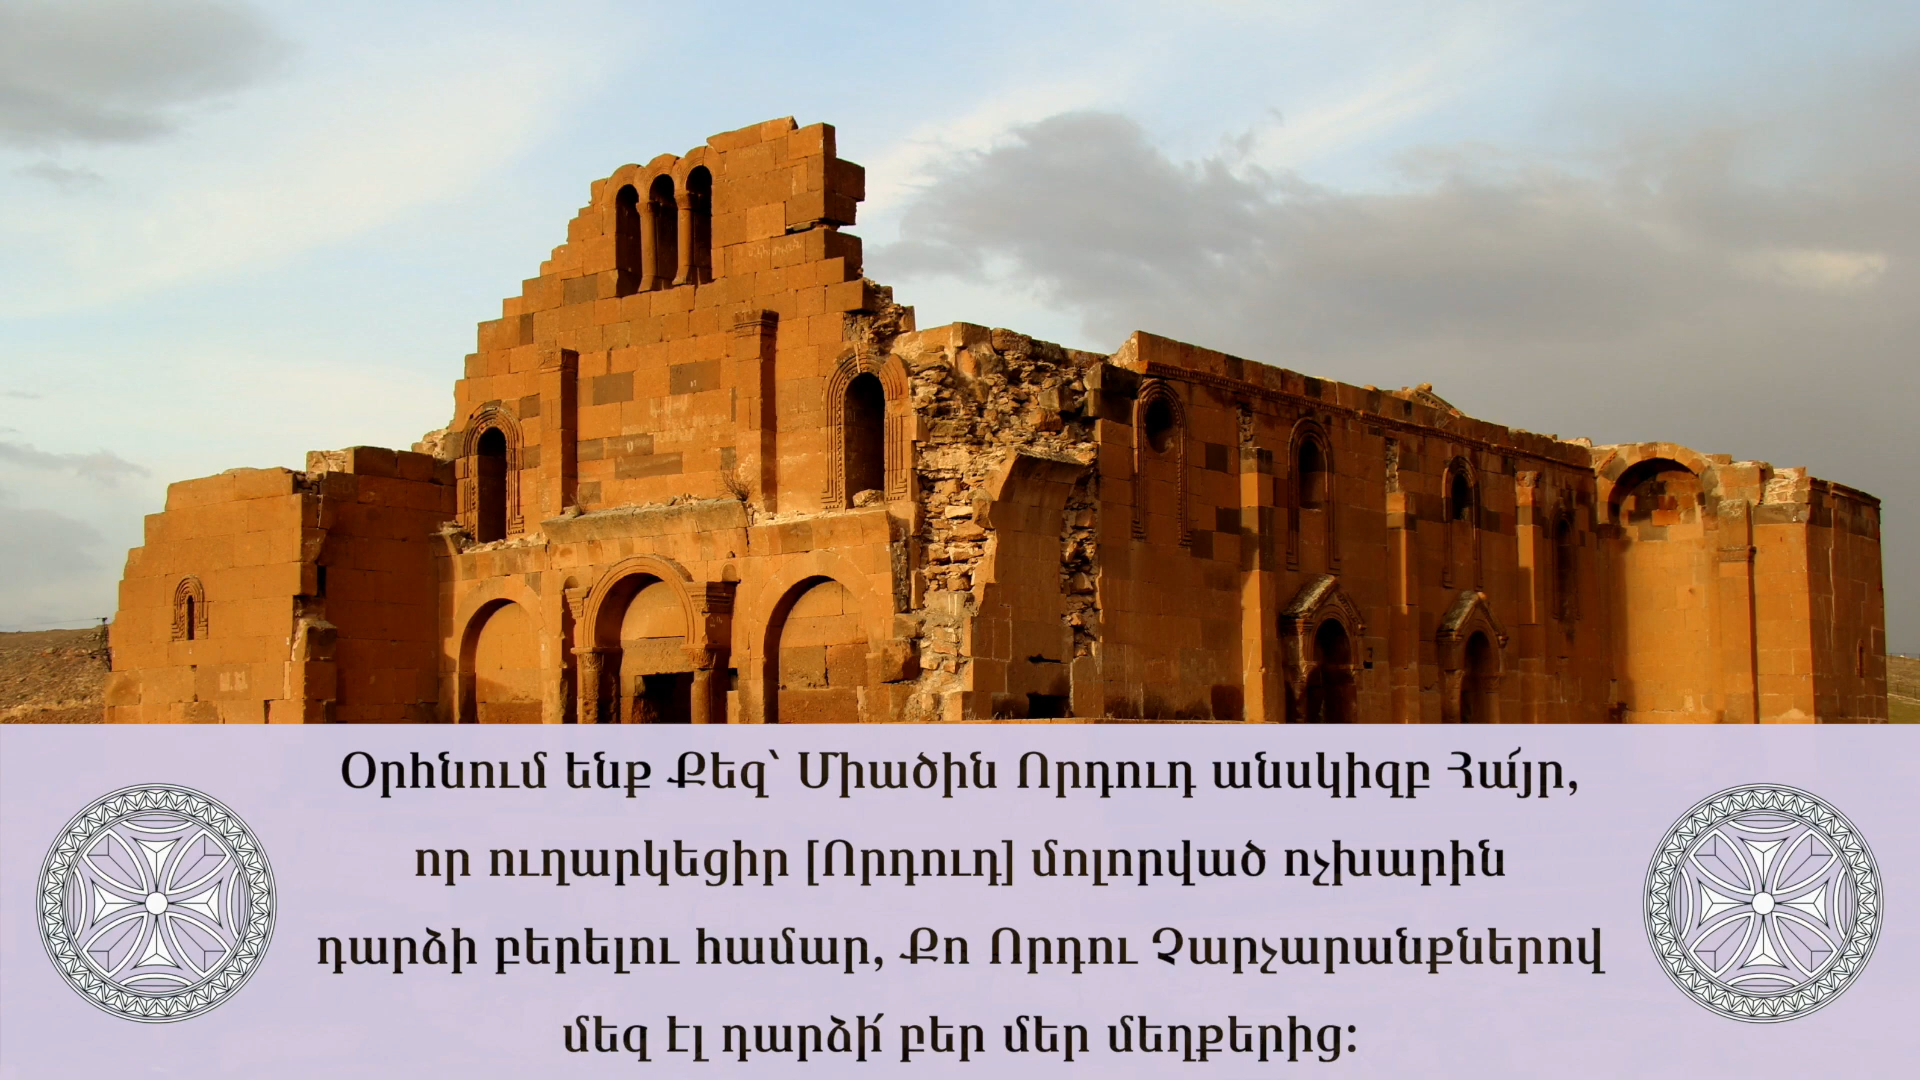 Օրհնում ենք Քեզ՝ Միածին Որդուդ անսկիզբ Հա՛յր,
որ ուղարկեցիր [Որդուդ] մոլորված ոչխարին
դարձի բերելու համար, Քո Որդու Չարչարանքներով
մեզ էլ դարձի՛ բեր մեր մեղքերից: